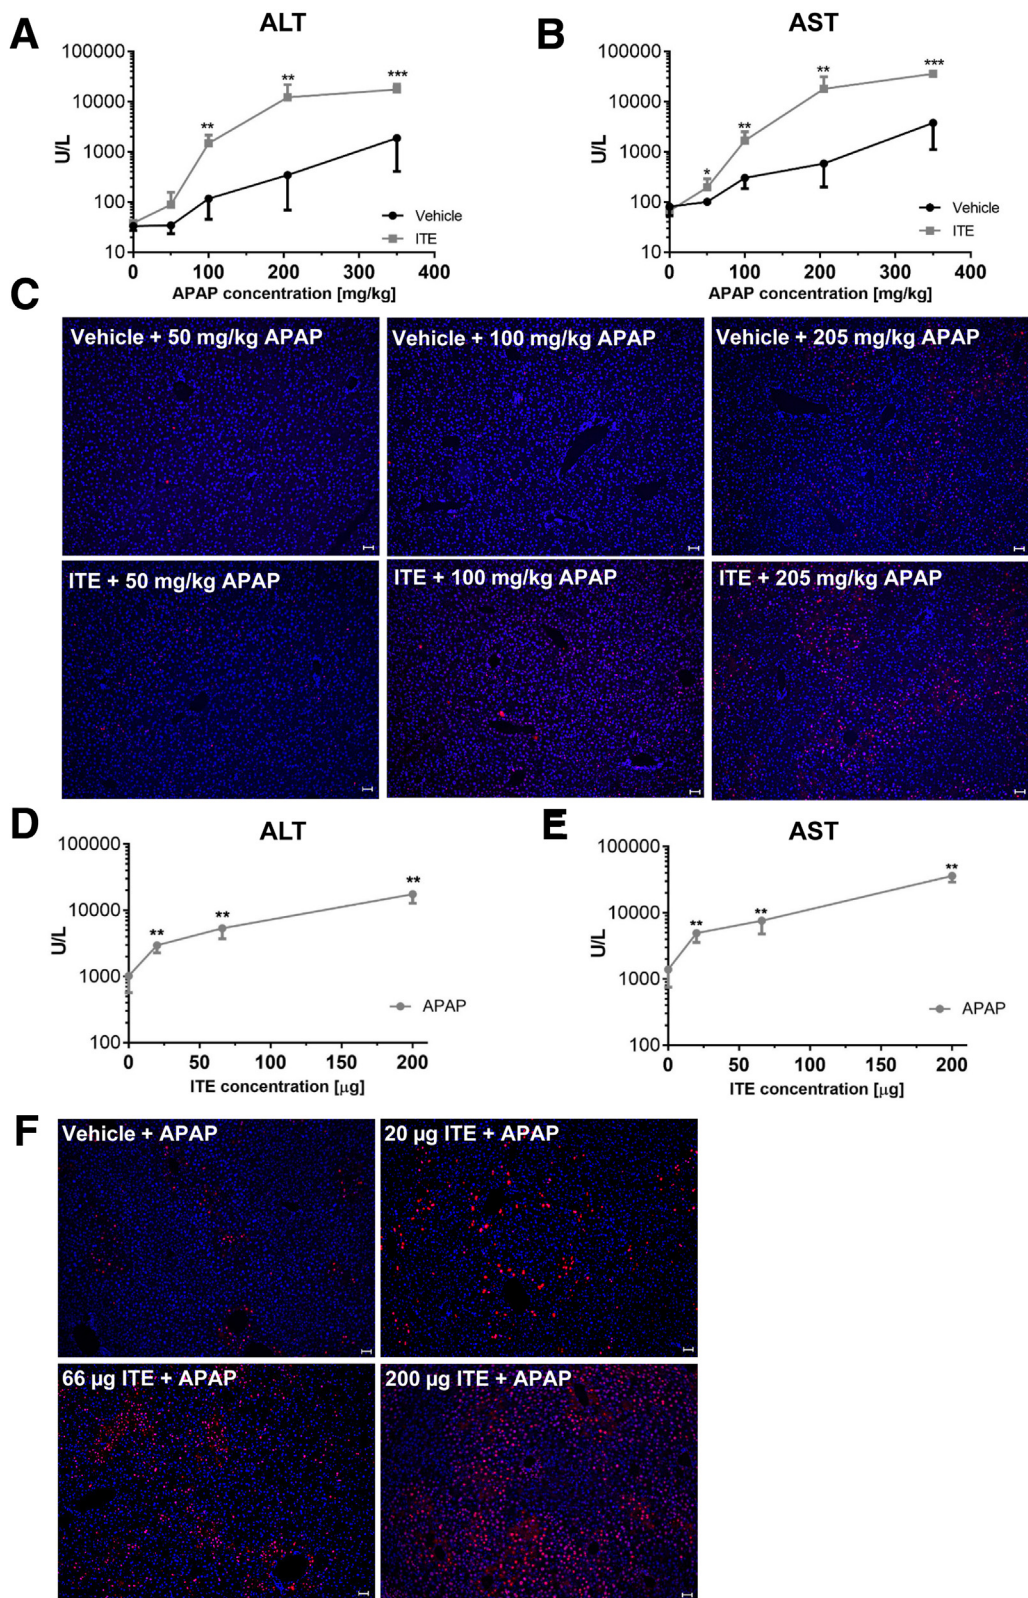 A
ALT
100000
10000
1000
100
10
U/L
**
**
***
Vehicle
ITE
0
100
200
300
400
APAP concentration [mg/kg]
B
AST
100000
10000
1000
100
10
U/L
*
**
**
***
Vehicle
ITE
0
100
200
300
400
APAP concentration [mg/kg]
C
Vehicle + 50 mg/kg APAP
Vehicle + 100 mg/kg APAP
Vehicle + 205 mg/kg APAP
ITE + 50 mg/kg APAP
ITE + 100 mg/kg APAP
ITE + 205 mg/kg APAP
D
ALT
100000
10000
1000
100
U/L
**
**
**
APAP
0
50
100
150
200
ITE concentration [μg]
E
AST
100000
10000
1000
100
U/L
**
**
**
APAP
0
50
100
150
200
ITE concentration [μg]
F
Vehicle + APAP
20 μg ITE + APAP
66 μg ITE + APAP
200 μg ITE + APAP